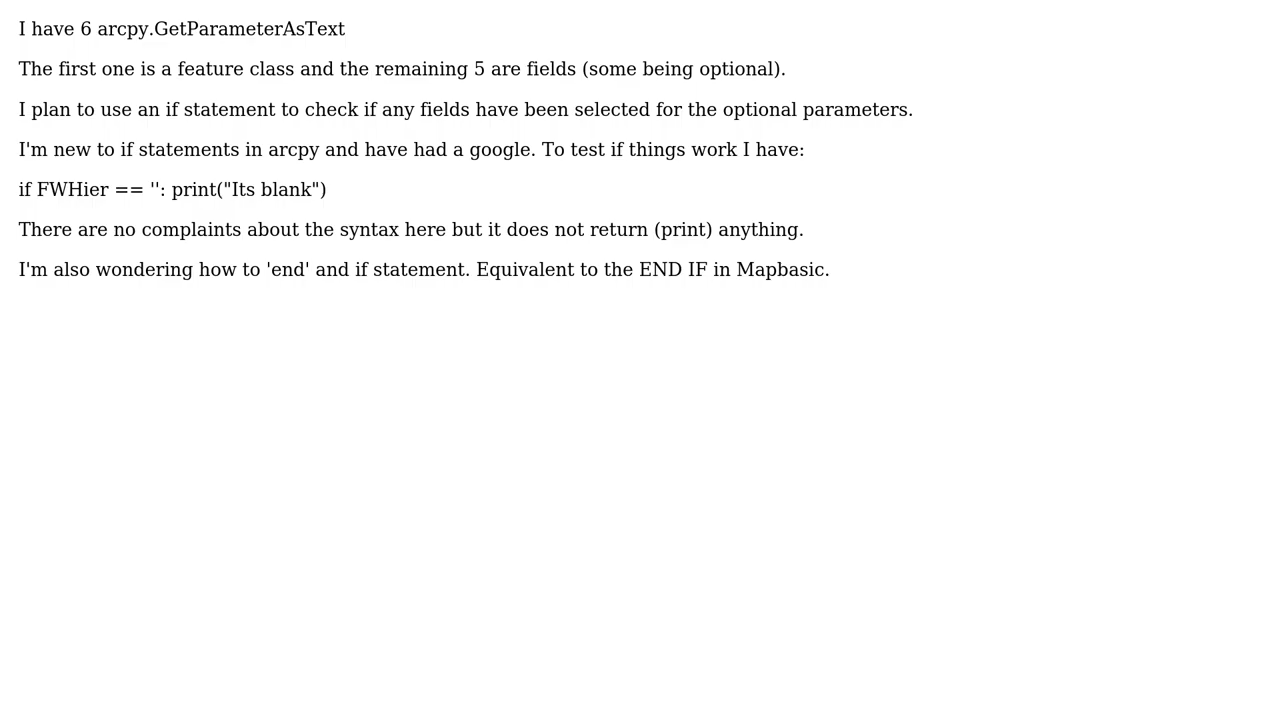 I have 6 arcpy.GetParameterAsText
The first one is a feature class and the remaining 5 are fields (some being optional).
I plan to use an if statement to check if any fields have been selected for the optional parameters.
I'm new to if statements in arcpy and have had a google. To test if things work I have:
if FWHier == '': print("Its blank")
There are no complaints about the syntax here but it does not return (print) anything.
I'm also wondering how to 'end' and if statement. Equivalent to the END IF in Mapbasic.